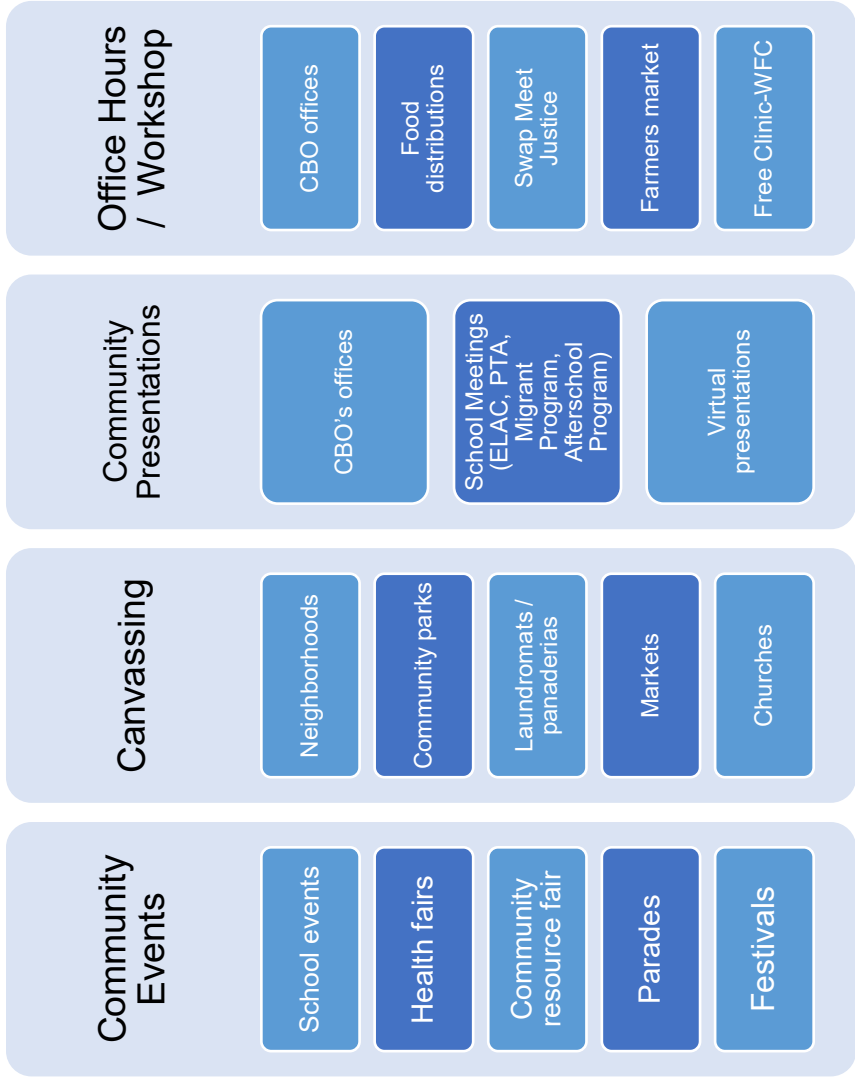 Community
Events
School events
Health fairs
Community
resource fair
Parades
Festivals
Canvassing
Neighborhoods
Community parks
Laundromats /
panaderias
Markets
Churches
Community
Presentations
CBO’s offices
School Meetings
(ELAC, PTA,
Migrant
Program,
Afterschool
Program)
Virtual
presentations
Office Hours
/ Workshop
CBO offices
Food
distributions
Swap Meet
Justice
Farmers market
Free Clinic-WFC